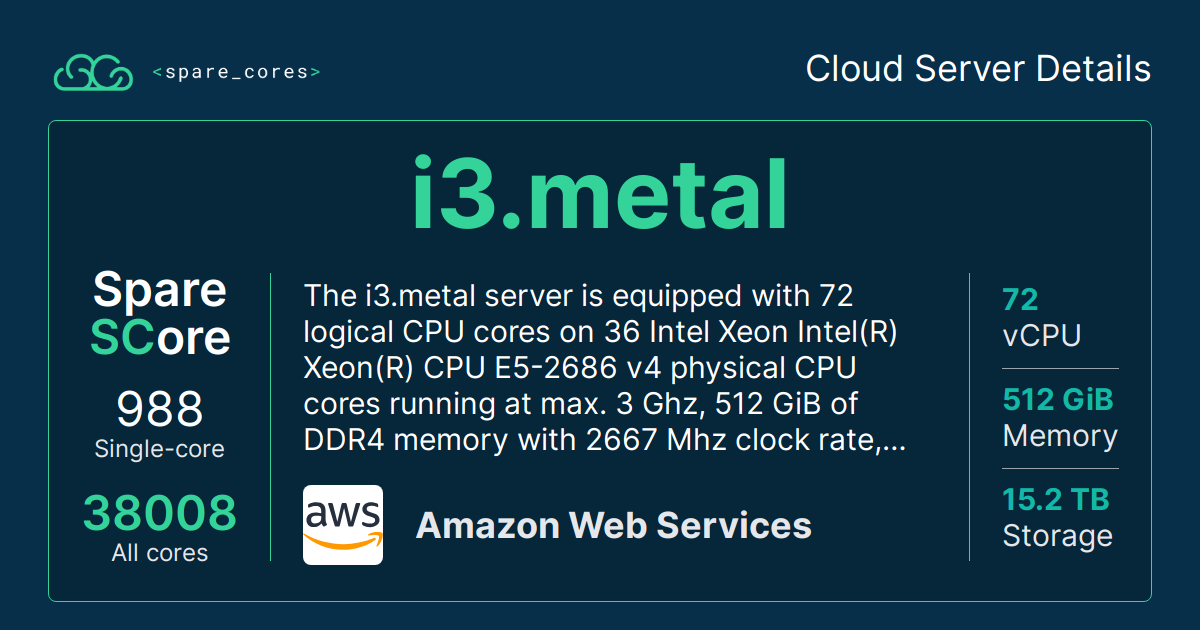 <spare_cores>
Cloud Server Details
i3.metal
Spare
SCore
988
Single-core
38008
All cores
The i3.metal server is equipped with 72
logical CPU cores on 36 Intel Xeon Intel(R)
Xeon(R) CPU E5-2686 v4 physical CPU
cores running at max. 3 Ghz, 512 GiB of
DDR4 memory with 2667 Mhz clock rate,...
aws
Amazon Web Services
72
vCPU
512 GiB
Memory
15.2 TB
Storage